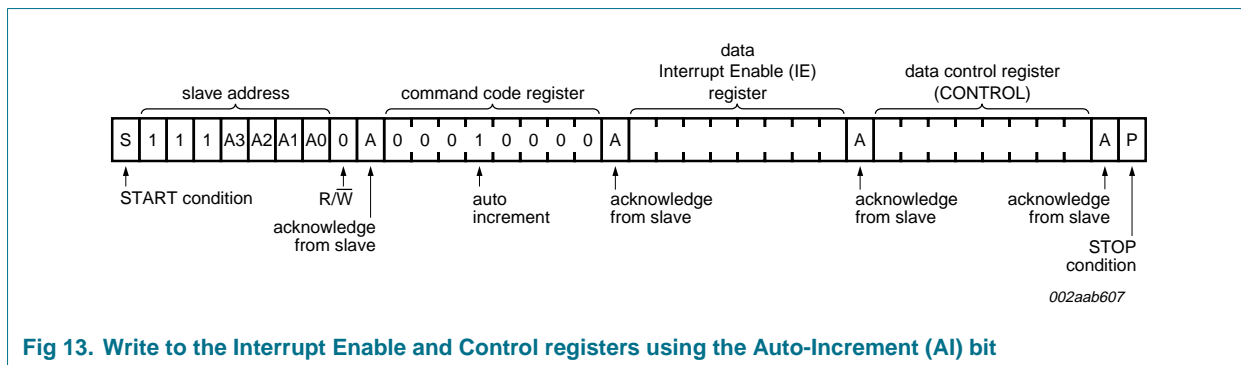 data
Interrupt Enable (IE)
register
data control register
(CONTROL)
slave address
command code register
S 1 1 1 A3 A2 A1 A0 0 A 0 0 0 1 0 0 0 0 A A A P
START condition
R/W̅
acknowledge
from slave
auto
increment
acknowledge
from slave
acknowledge
from slave
acknowledge
from slave
STOP
condition
002aab607
Fig 13. Write to the Interrupt Enable and Control registers using the Auto-Increment (AI) bit